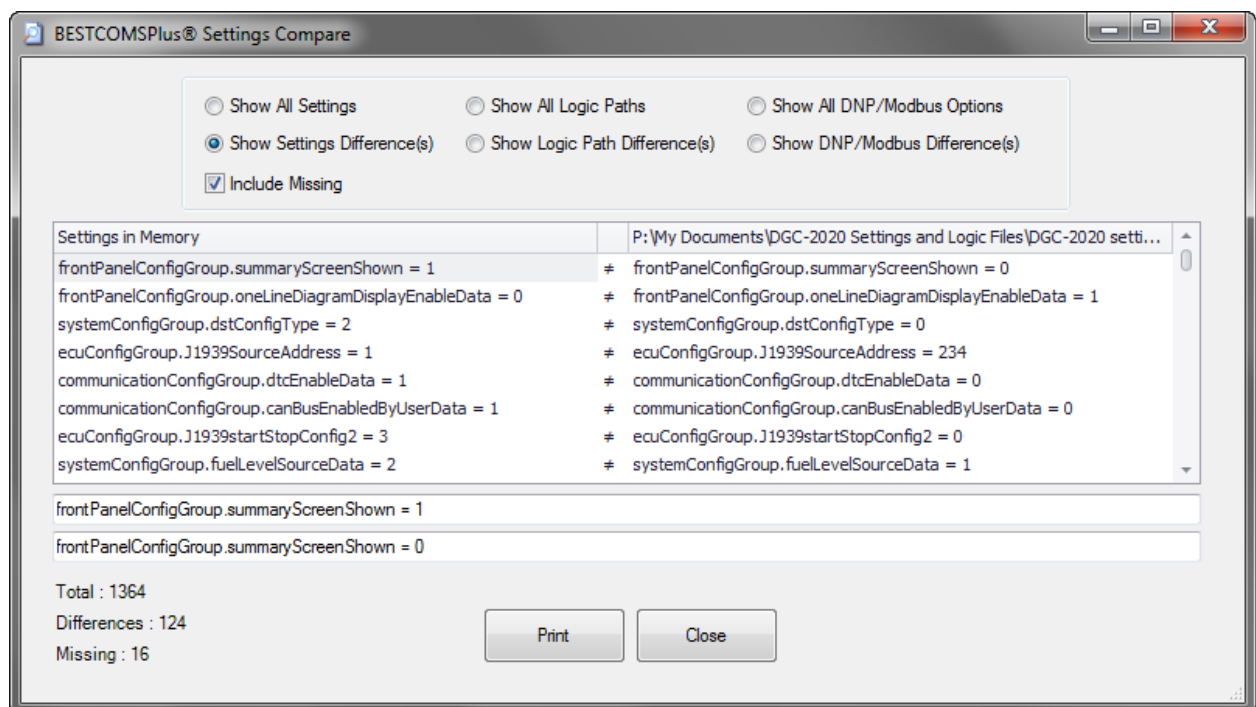 BESTCOMSPlus® Settings Compare
Show All Settings Show All Logic Paths Show All DNP/Modbus Options
Show Settings Difference(s) Show Logic Path Difference(s) Show DNP/Modbus Difference(s)
Include Missing
Settings in Memory P:\My Documents\DGC-2020 Settings and Logic Files\DGC-2020 setti...
frontPanelConfigGroup.summaryScreenShown = 1 ≠ frontPanelConfigGroup.summaryScreenShown = 0
frontPanelConfigGroup.oneLineDiagramDisplayEnableData = 0 ≠ frontPanelConfigGroup.oneLineDiagramDisplayEnableData = 1
systemConfigGroup.dstConfigType = 2 ≠ systemConfigGroup.dstConfigType = 0
ecuConfigGroup.J1939SourceAddress = 1 ≠ ecuConfigGroup.J1939SourceAddress = 234
communicationConfigGroup.dtcEnableData = 1 ≠ communicationConfigGroup.dtcEnableData = 0
communicationConfigGroup.canBusEnabledByUserData = 1 ≠ communicationConfigGroup.canBusEnabledByUserData = 0
ecuConfigGroup.J1939startStopConfig2 = 3 ≠ ecuConfigGroup.J1939startStopConfig2 = 0
systemConfigGroup.fuelLevelSourceData = 2 ≠ systemConfigGroup.fuelLevelSourceData = 1
frontPanelConfigGroup.summaryScreenShown = 1
frontPanelConfigGroup.summaryScreenShown = 0
Total : 1364
Differences : 124
Missing : 16
Print Close